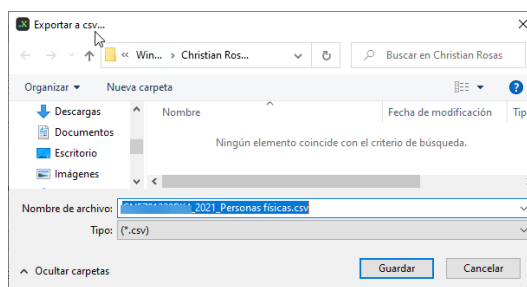 Exportar a csv...
« Win... > Christian Ros...
Buscar en Christian Rosas
Organizar Nueva carpeta
Descargas
Documentos
Escritorio
Imágenes
Nombre Fecha de modificación Tip
Ningún elemento coincide con el criterio de búsqueda.
Nombre de archivo: _2021_Personas físicas.csv
Tipo: (*.csv)
Ocultar carpetas
Guardar Cancelar